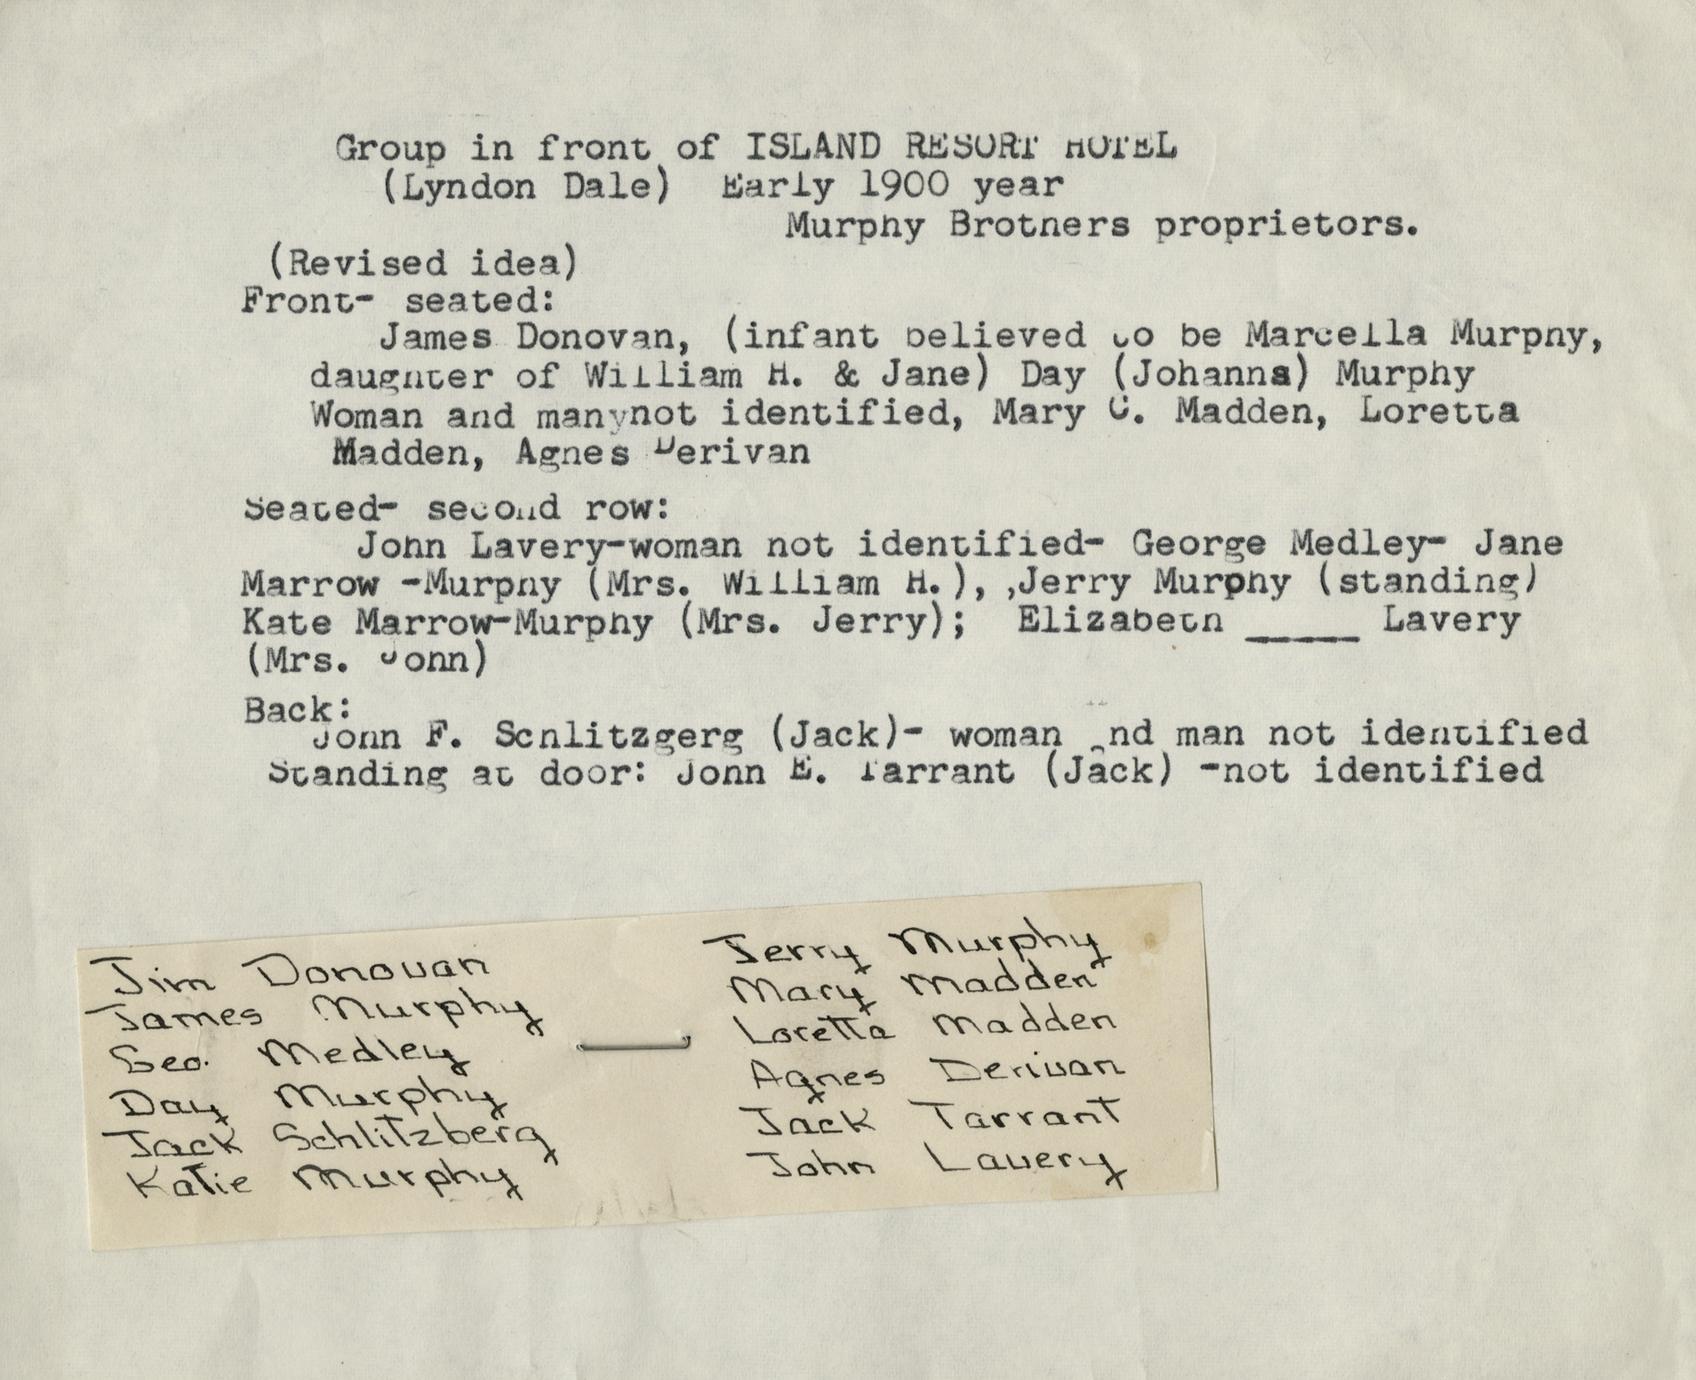 Group in front of ISLAND RESORT HOTEL
(Lyndon Dale) Early 1900 year
Murphy Brothers proprietors.
(Revised idea)
Front- seated:
James Donovan, (infant believed to be Marcella Murphy,
daughter of William H. & Jane) Day (Johanna) Murphy
Woman and man not identified, Mary C. Madden, Loretta
Madden, Agnes Derivan
Seated- second row:
John Lavery-woman not identified- George Medley- Jane
Marrow -Murphy (Mrs. William H.), ,Jerry Murphy (standing)
Kate Marrow-Murphy (Mrs. Jerry); Elizabeth _____ Lavery
(Mrs. John)
Back:
John F. Schlitzgerg (Jack)- woman and man not identified
Standing at door: John E. Tarrant (Jack) -not identified
Jim Donovan
James Murphy
Geo. Medley
Day Murphy
Jack Schlitzberg
Katie Murphy
Jerry Murphy
Mary Madden
Loretta Madden
Agnes Derivan
Jack Tarrant
John Lavery